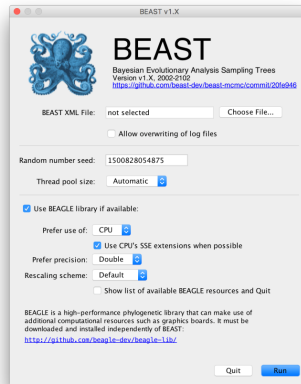 BEAST v1.X
BEAST
Bayesian Evolutionary Analysis Sampling Trees
Version v1.X, 2002-2102
https://github.com/beast-dev/beast-mcmc/commit/20fe946
BEAST XML File: not selected Choose File...
Allow overwriting of log files
Random number seed: 1500828054875
Thread pool size: Automatic
Use BEAGLE library if available:
Prefer use of: CPU
Use CPU's SSE extensions when possible
Prefer precision: Double
Rescaling scheme: Default
Show list of available BEAGLE resources and Quit
BEAGLE is a high-performance phylogenetic library that can make use of
additional computational resources such as graphics boards. It must be
downloaded and installed independently of BEAST:
http://github.com/beagle-dev/beagle-lib/
Quit Run